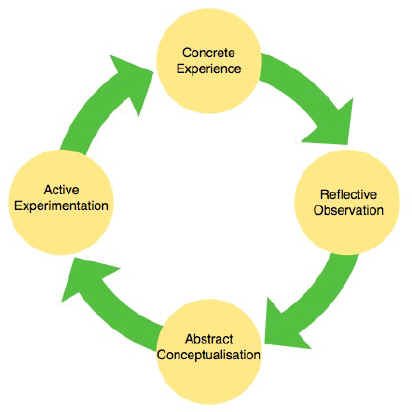 Concrete
Experience
Reflective
Observation
Abstract
Conceptualisation
Active
Experimentation